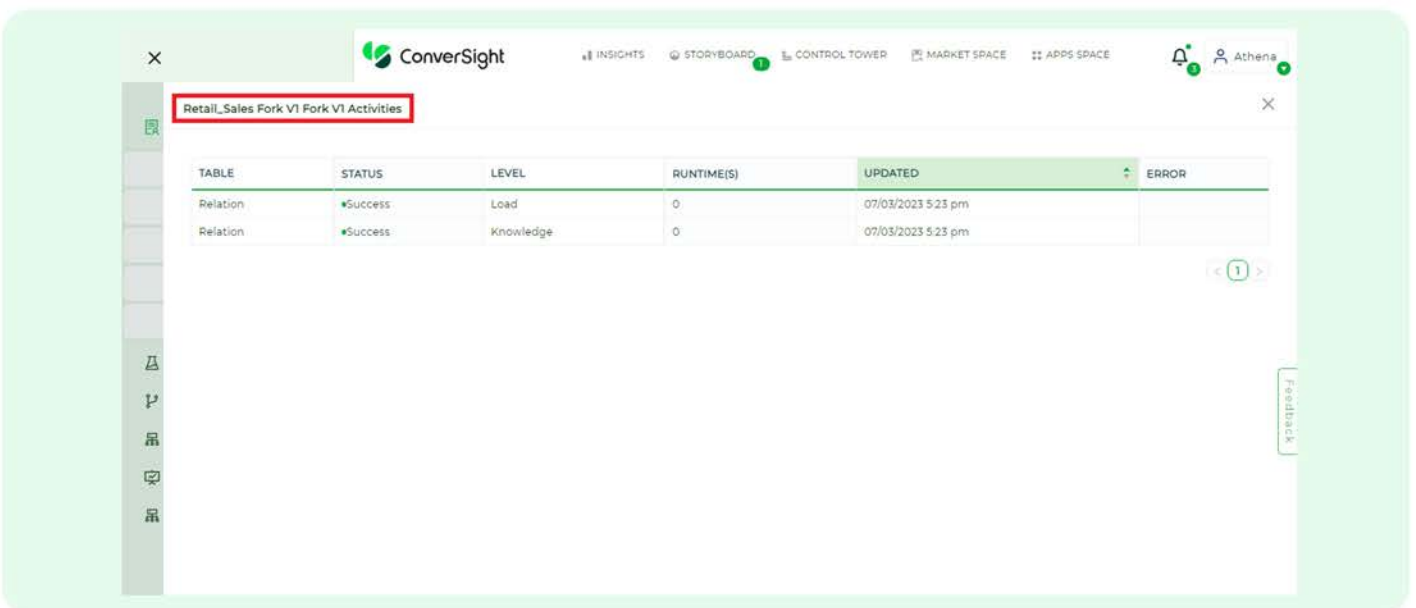 ConverSight
INSIGHTS STORYBOARD 1 CONTROL TOWER MARKET SPACE APPS SPACE 3 Athena
Retail_Sales Fork V1 Fork V1 Activities
TABLE STATUS LEVEL RUNTIME(S) UPDATED ERROR
Relation Success Load 0 07/03/2023 5:23 pm
Relation Success Knowledge 0 07/03/2023 5:23 pm
< 1 >
Feedback